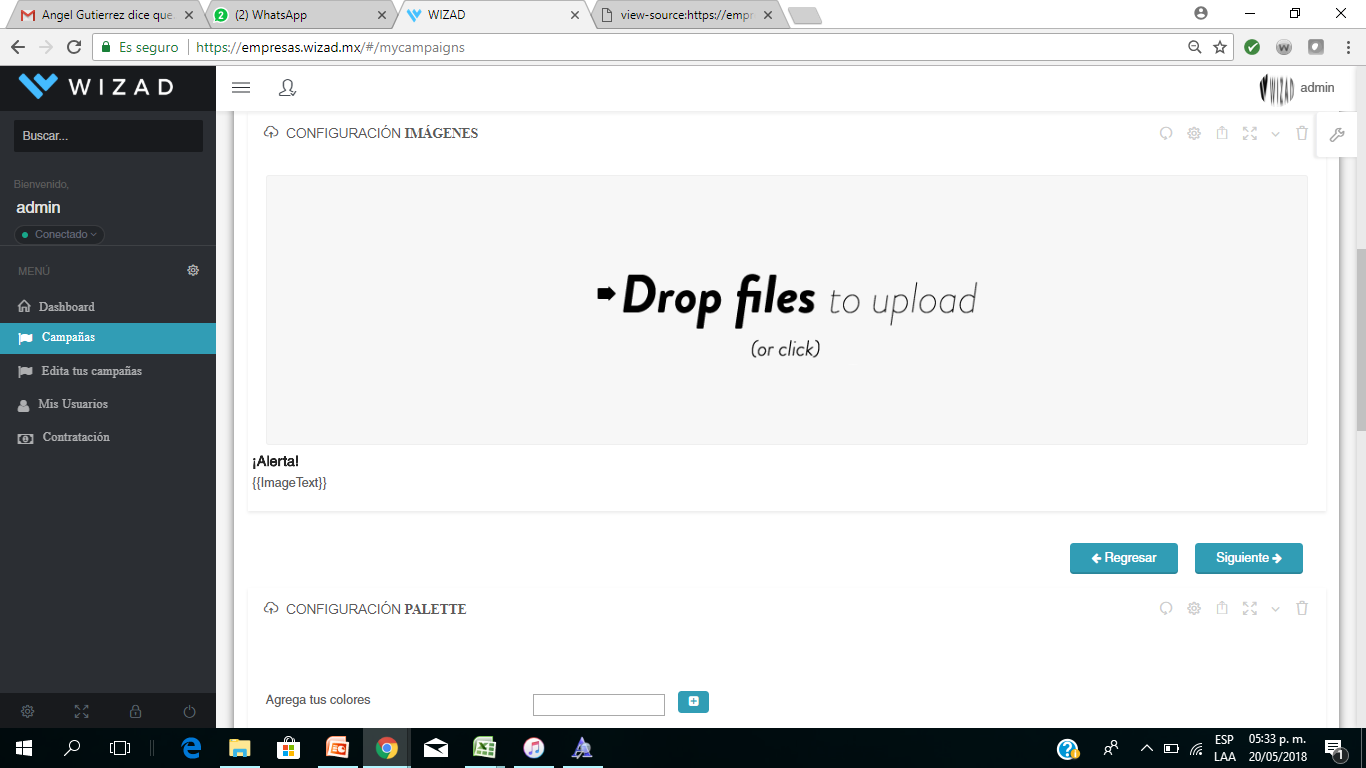 Angel Gutierrez dice que
(2) WhatsApp
WIZAD
view-source:https://empr
Es seguro
https://empresas.wizad.mx/#/mycampaigns
WIZAD
WIZAD
admin
Buscar...
Bienvenido,
admin
Conectado
MENÚ
Dashboard
Campañas
Edita tus campañas
Mis Usuarios
Contratación
CONFIGURACIÓN IMÁGENES
Drop files to upload
(or click)
¡Alerta!
{{ImageText}}
Regresar
Siguiente
CONFIGURACIÓN PALETTE
Agrega tus colores
ESP
LAA
05:33 p. m.
20/05/2018
1